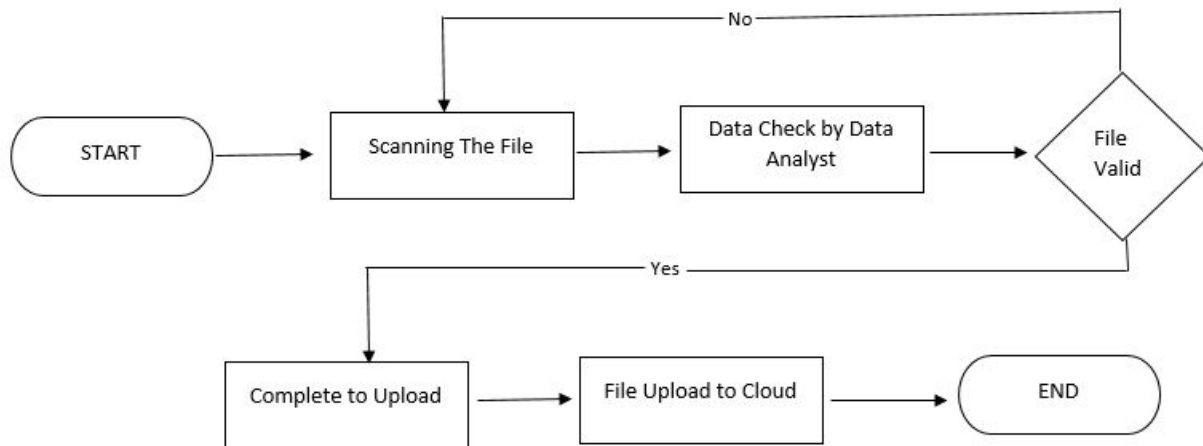 No
START
Scanning The File
Data Check by Data
Analyst
File
Valid
Yes
Complete to Upload
File Upload to Cloud
END